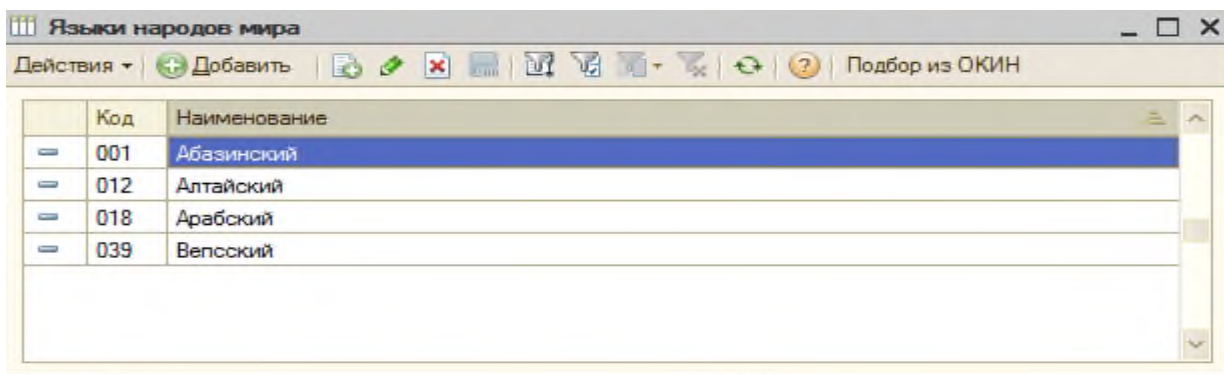 Языки народов мира
Действия Добавить Подбор из ОКИН
Код Наименование
001 Абазинский
012 Алтайский
018 Арабский
039 Вепсский